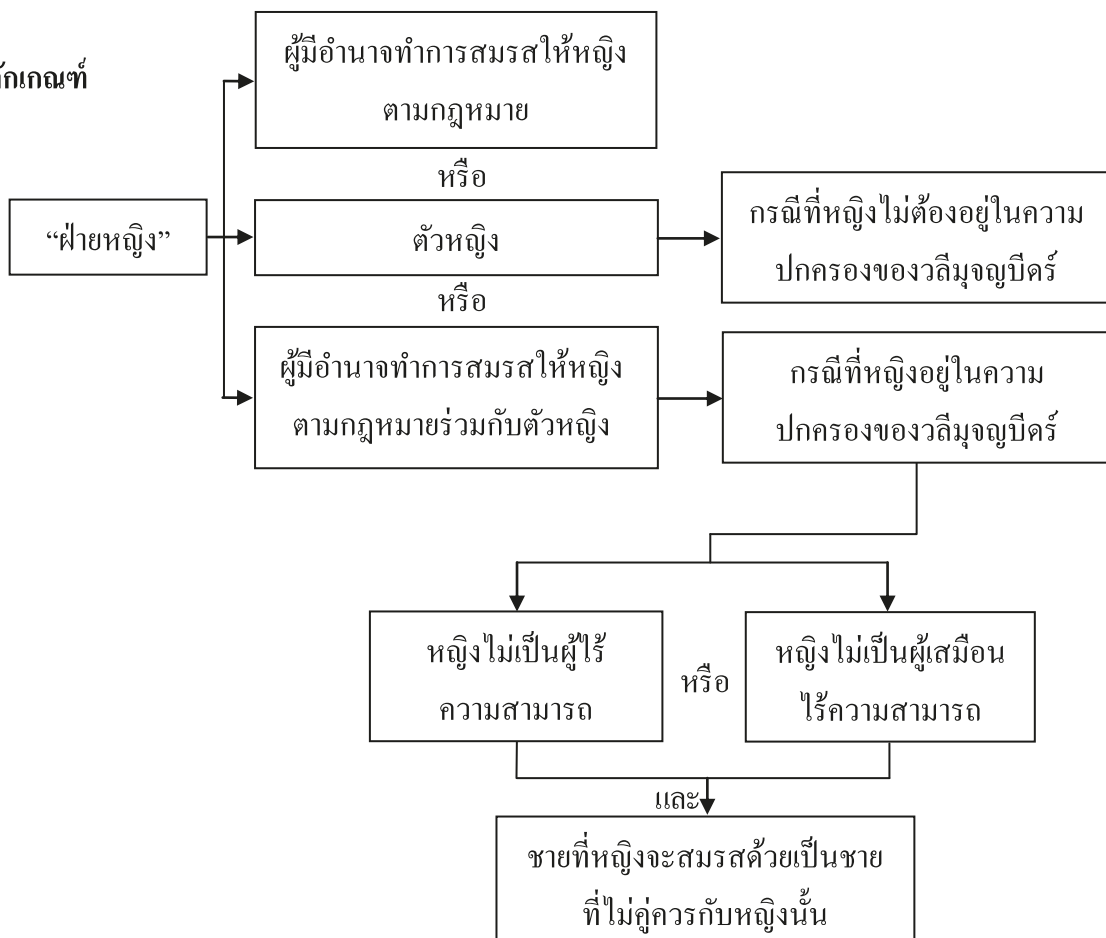 ผู้มีอำนาจทำการสมรสให้หญิง
ตามกฎหมาย
หรือ
“ฝ่ายหญิง”
ตัวหญิง
กรณีที่หญิงไม่ต้องอยู่ในความ
ปกครองของวลีมุจญบีดร์
หรือ
ผู้มีอำนาจทำการสมรสให้หญิง
ตามกฎหมายร่วมกับตัวหญิง
กรณีที่หญิงอยู่ในความ
ปกครองของวลีมุจญบีดร์
หญิงไม่เป็นผู้ไร้
ความสามารถ
หรือ
หญิงไม่เป็นผู้เสมือน
ไร้ความสามารถ
และ
ชายที่หญิงจะสมรสด้วยเป็นชาย
ที่ไม่คู่ควรกับหญิงนั้น